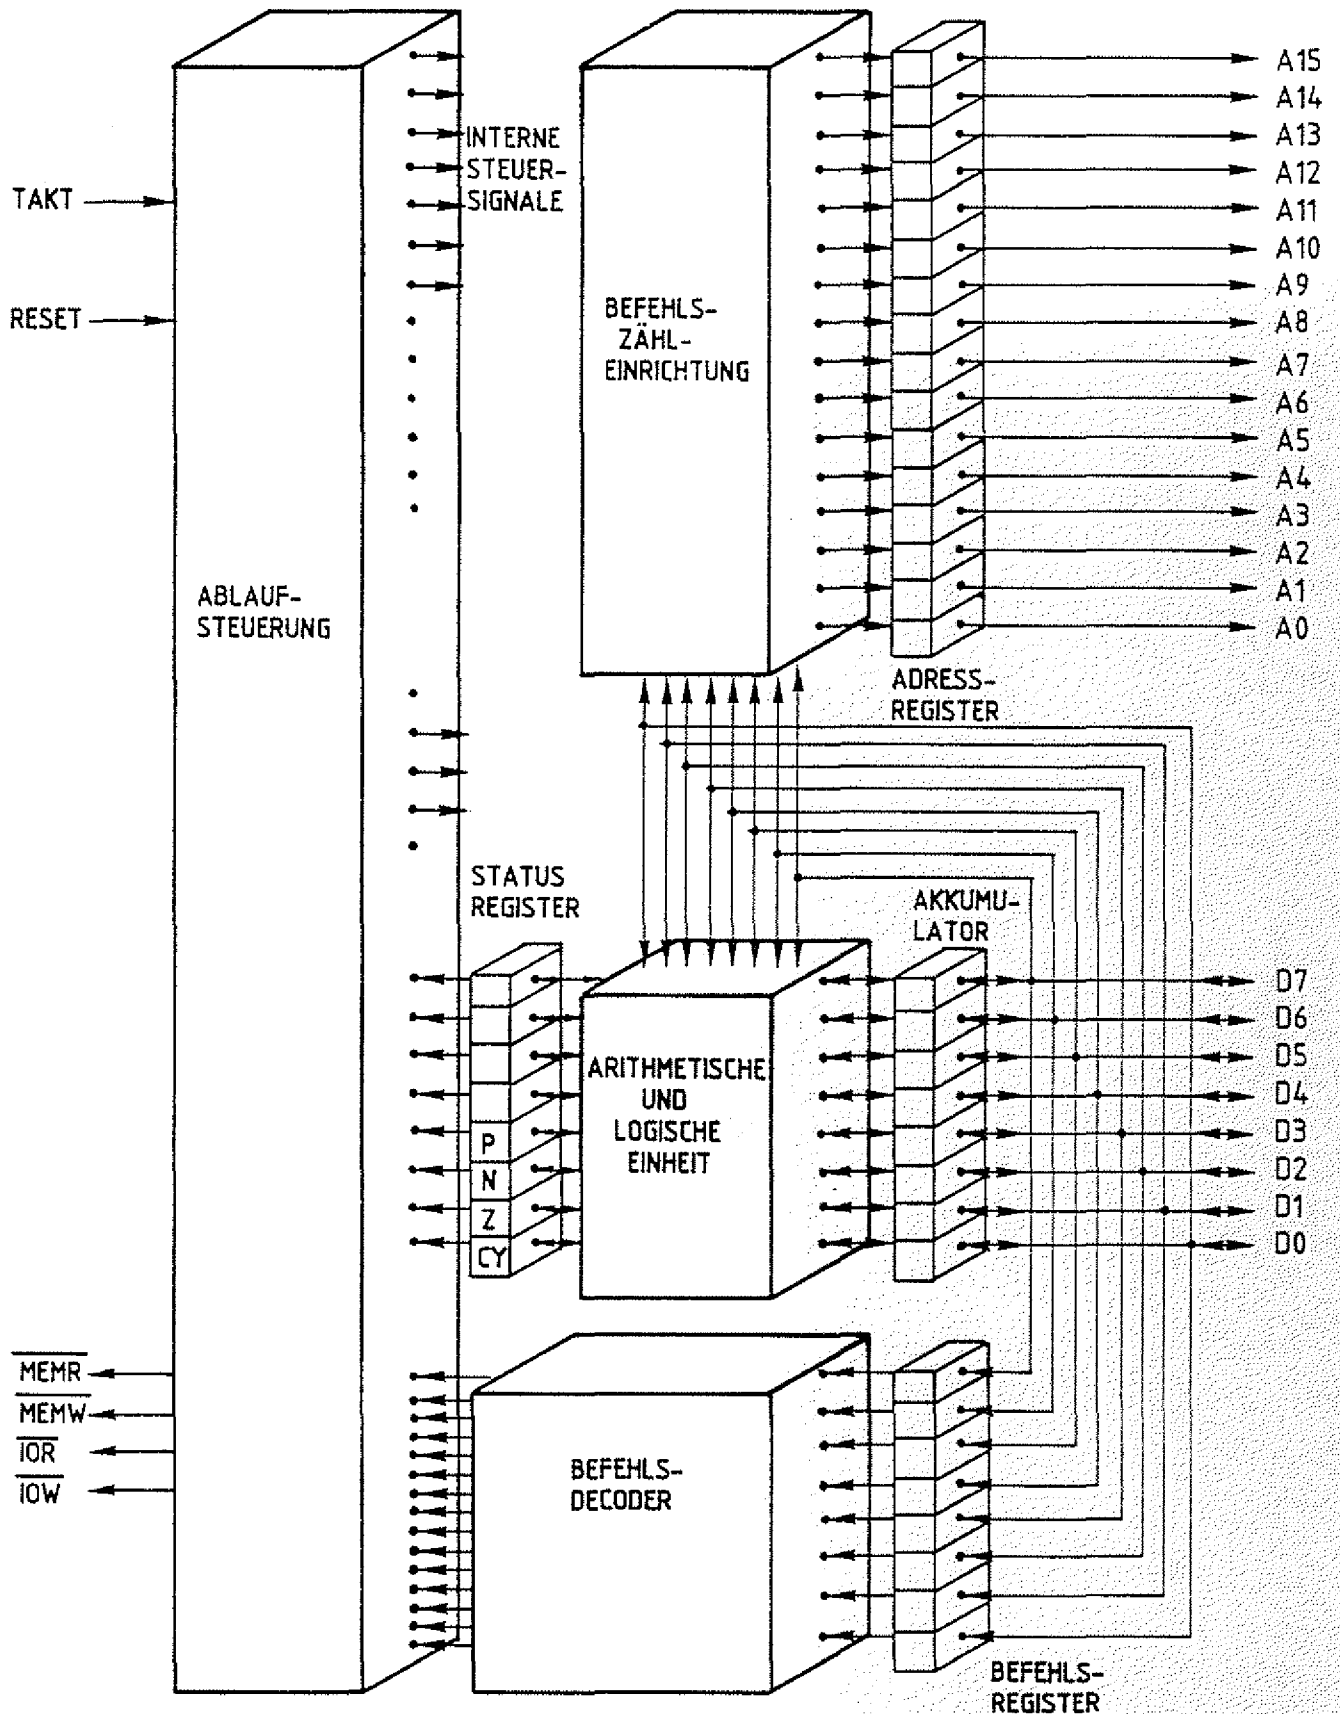 TAKT
RESET
ABLAUF-
STEUERUNG
MEMR
MEMW
IOR
IOW
INTERNE
STEUER-
SIGNALE
BEFEHLS-
ZÄHL-
EINRICHTUNG
A15
A14
A13
A12
A11
A10
A9
A8
A7
A6
A5
A4
A3
A2
A1
A0
ADRESS-
REGISTER
STATUS
REGISTER
P
N
Z
CY
ARITHMETISCHE
UND
LOGISCHE
EINHEIT
AKKUMU-
LATOR
D7
D6
D5
D4
D3
D2
D1
D0
BEFEHLS-
DECODER
BEFEHLS-
REGISTER